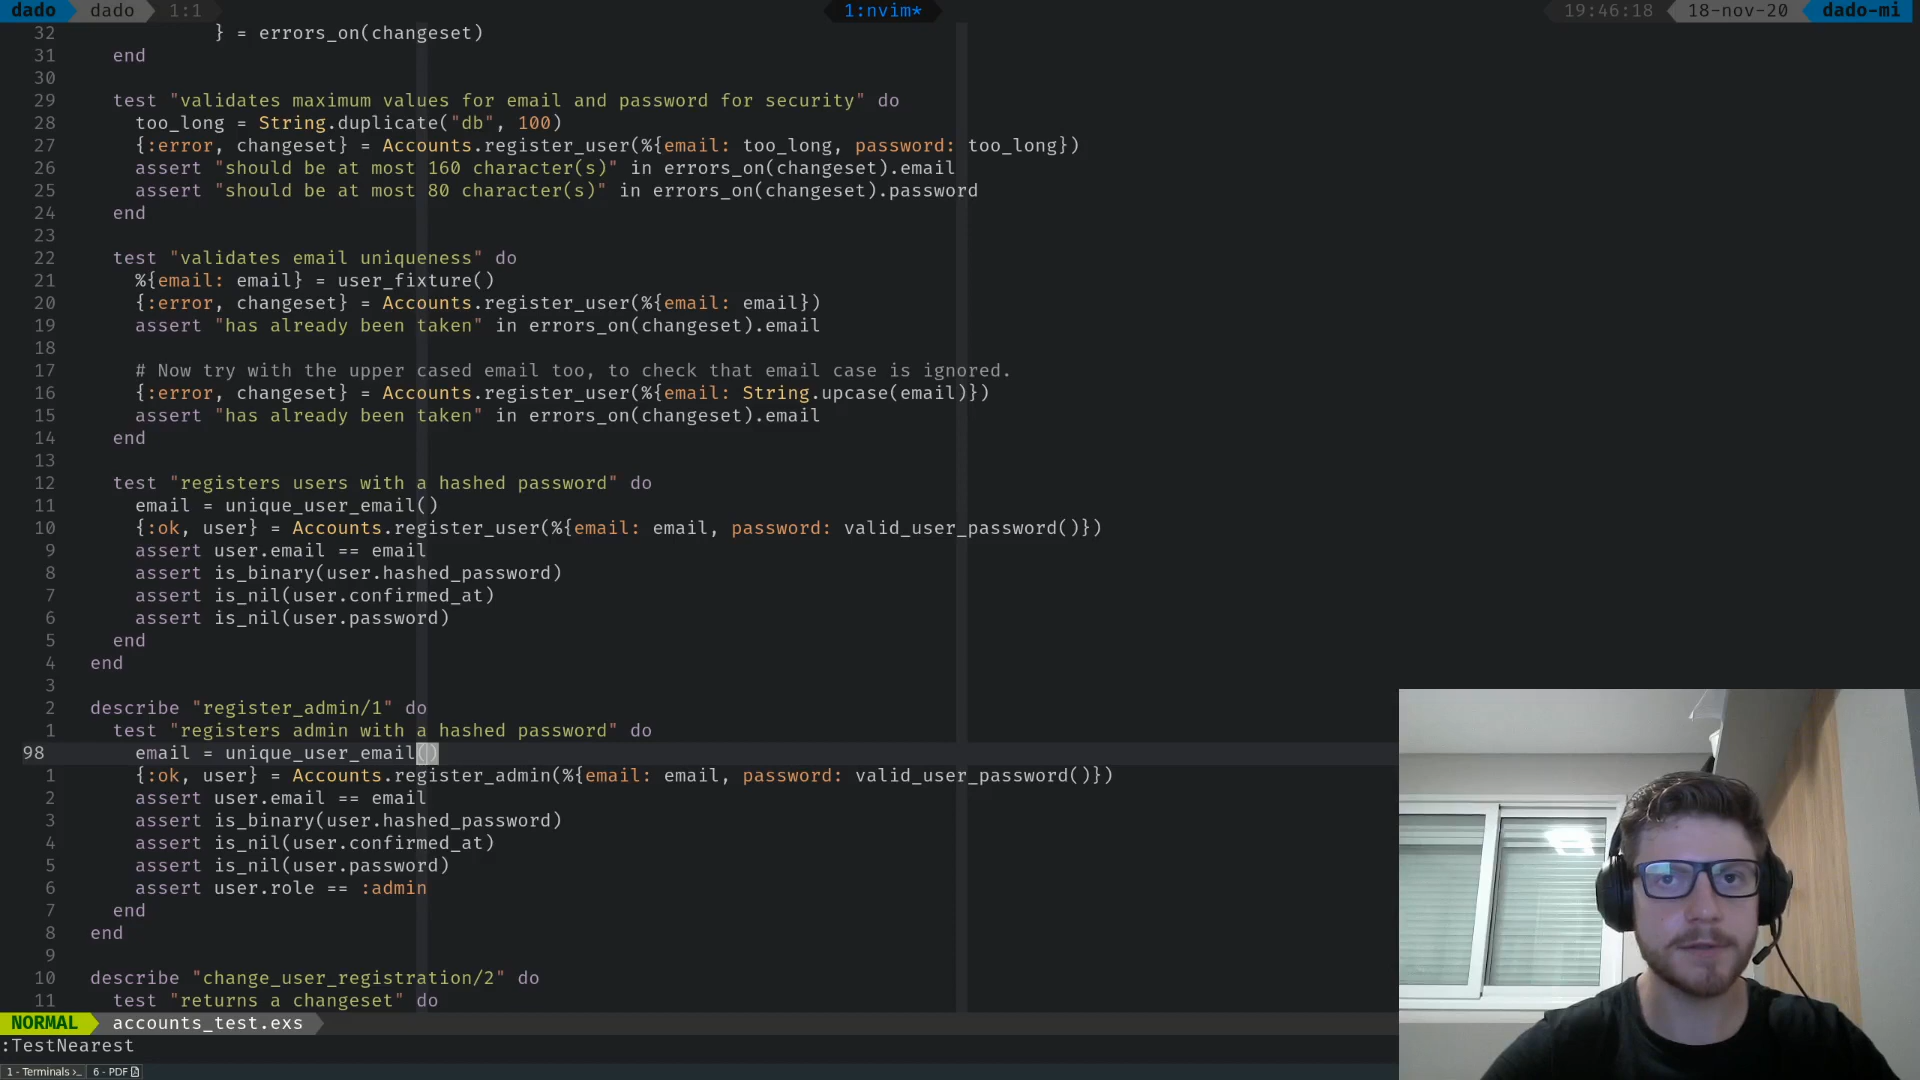 dado dado 1:1 1:nvim* 19:46:18 18-nov-20 dado-mi
32 } = errors_on(changeset)
31 end
30
29 test "validates maximum values for email and password for security" do
28 too_long = String.duplicate("db", 100)
27 {:error, changeset} = Accounts.register_user(%{email: too_long, password: too_long})
26 assert "should be at most 160 character(s)" in errors_on(changeset).email
25 assert "should be at most 80 character(s)" in errors_on(changeset).password
24 end
23
22 test "validates email uniqueness" do
21 %{email: email} = user_fixture()
20 {:error, changeset} = Accounts.register_user(%{email: email})
19 assert "has already been taken" in errors_on(changeset).email
18
17 # Now try with the upper cased email too, to check that email case is ignored.
16 {:error, changeset} = Accounts.register_user(%{email: String.upcase(email)})
15 assert "has already been taken" in errors_on(changeset).email
14 end
13
12 test "registers users with a hashed password" do
11 email = unique_user_email()
10 {:ok, user} = Accounts.register_user(%{email: email, password: valid_user_password()})
9 assert user.email == email
8 assert is_binary(user.hashed_password)
7 assert is_nil(user.confirmed_at)
6 assert is_nil(user.password)
5 end
4 end
3
2 describe "register_admin/1" do
1 test "registers admin with a hashed password" do
98 email = unique_user_email()
1 {:ok, user} = Accounts.register_admin(%{email: email, password: valid_user_password()})
2 assert user.email == email
3 assert is_binary(user.hashed_password)
4 assert is_nil(user.confirmed_at)
5 assert is_nil(user.password)
6 assert user.role == :admin
7 end
8 end
9
10 describe "change_user_registration/2" do
11 test "returns a changeset" do
NORMAL accounts_test.exs
:TestNearest
1 - Terminals >_ 6 - PDF